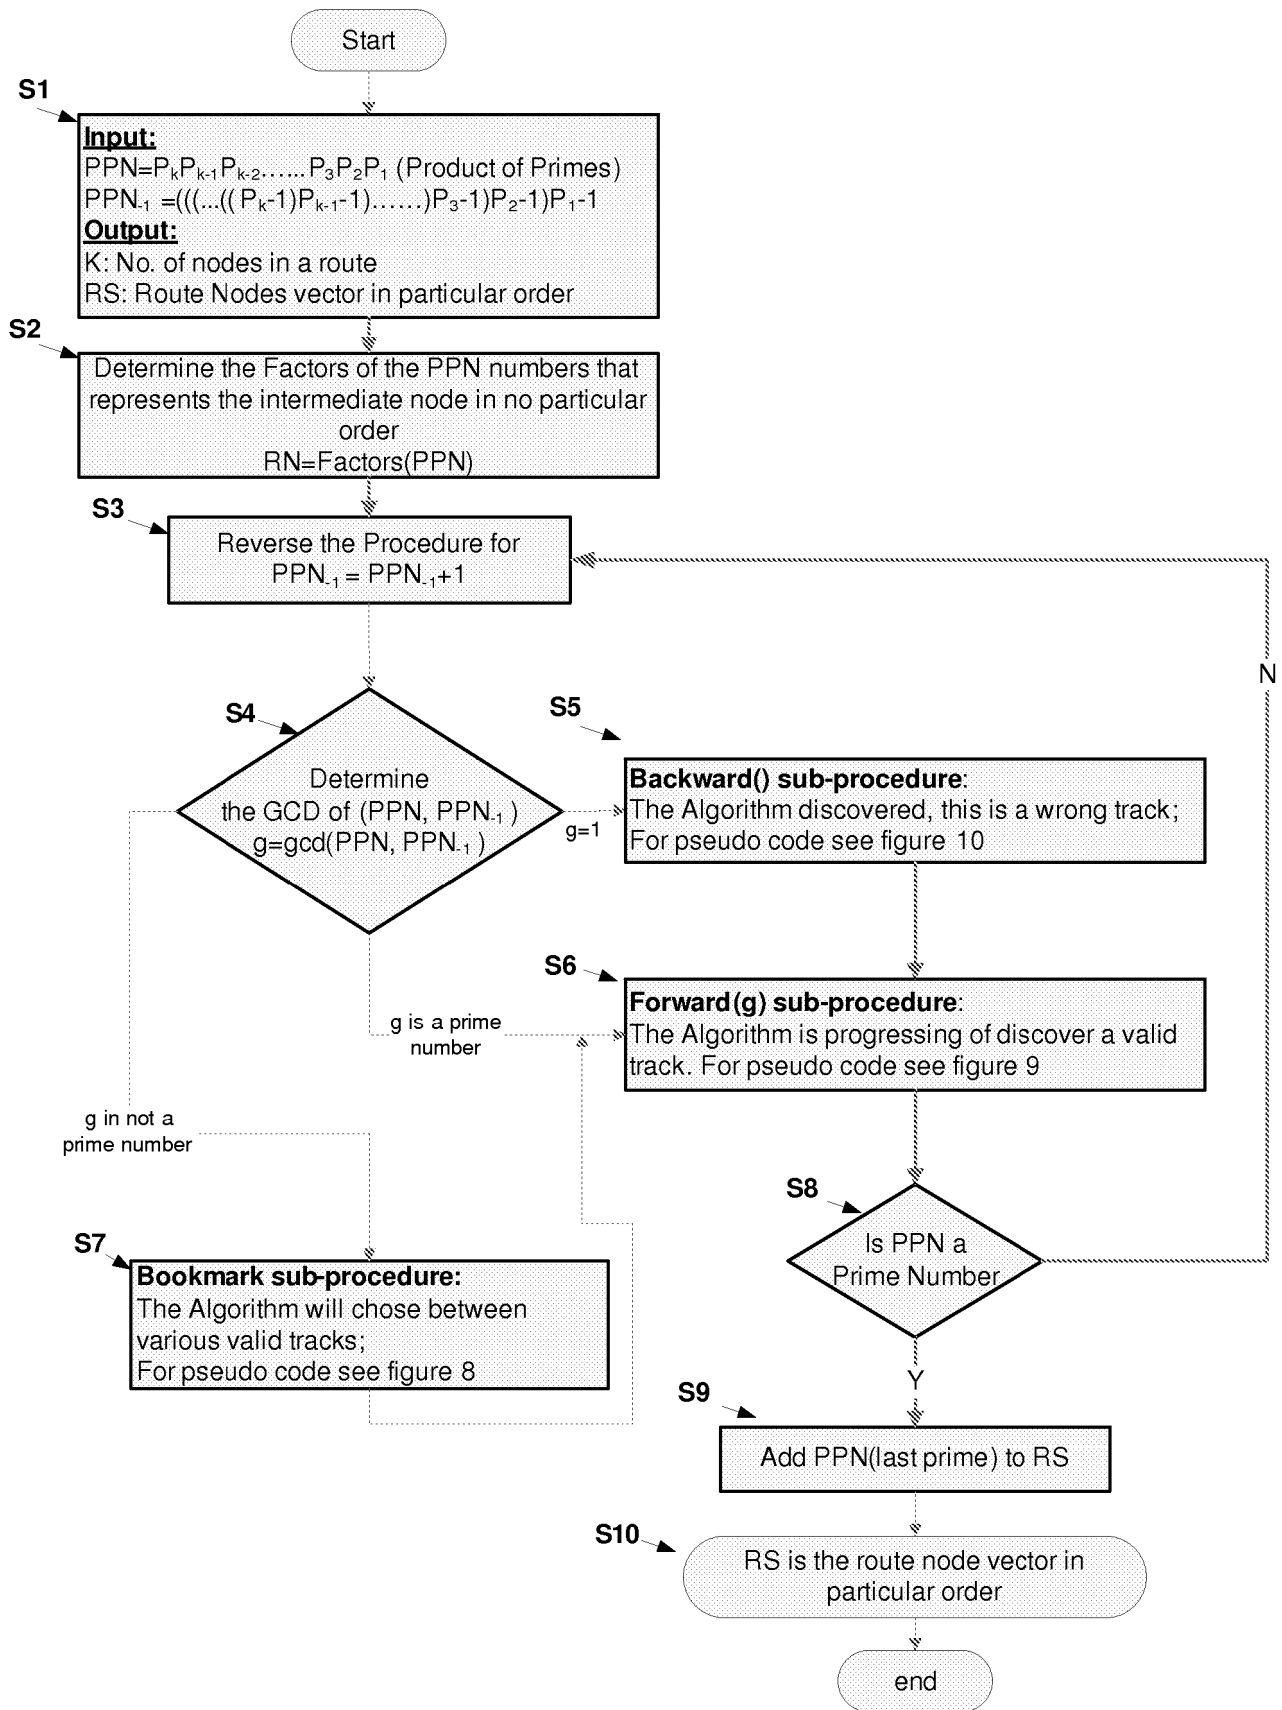 Start
S1
Input:
PPN=PₖPₖ₋₁Pₖ₋₂……P₃P₂P₁ (Product of Primes)
PPN₋₁ =(((...(( Pₖ-1)Pₖ₋₁-1)……)P₃-1)P₂-1)P₁-1
Output:
K: No. of nodes in a route
RS: Route Nodes vector in particular order
S2
Determine the Factors of the PPN numbers that
represents the intermediate node in no particular
order
RN=Factors(PPN)
S3
Reverse the Procedure for
PPN₋₁ = PPN₋₁+1
N
S4
Determine
the GCD of (PPN, PPN₋₁ )
g=gcd(PPN, PPN₋₁ )
g=1
S5
Backward() sub-procedure:
The Algorithm discovered, this is a wrong track;
For pseudo code see figure 10
S6
Forward(g) sub-procedure:
The Algorithm is progressing of discover a valid
track. For pseudo code see figure 9
g is a prime
number
g in not a
prime number
S7
Bookmark sub-procedure:
The Algorithm will chose between
various valid tracks;
For pseudo code see figure 8
S8
Is PPN a
Prime Number
Y
S9
Add PPN(last prime) to RS
S10
RS is the route node vector in
particular order
end